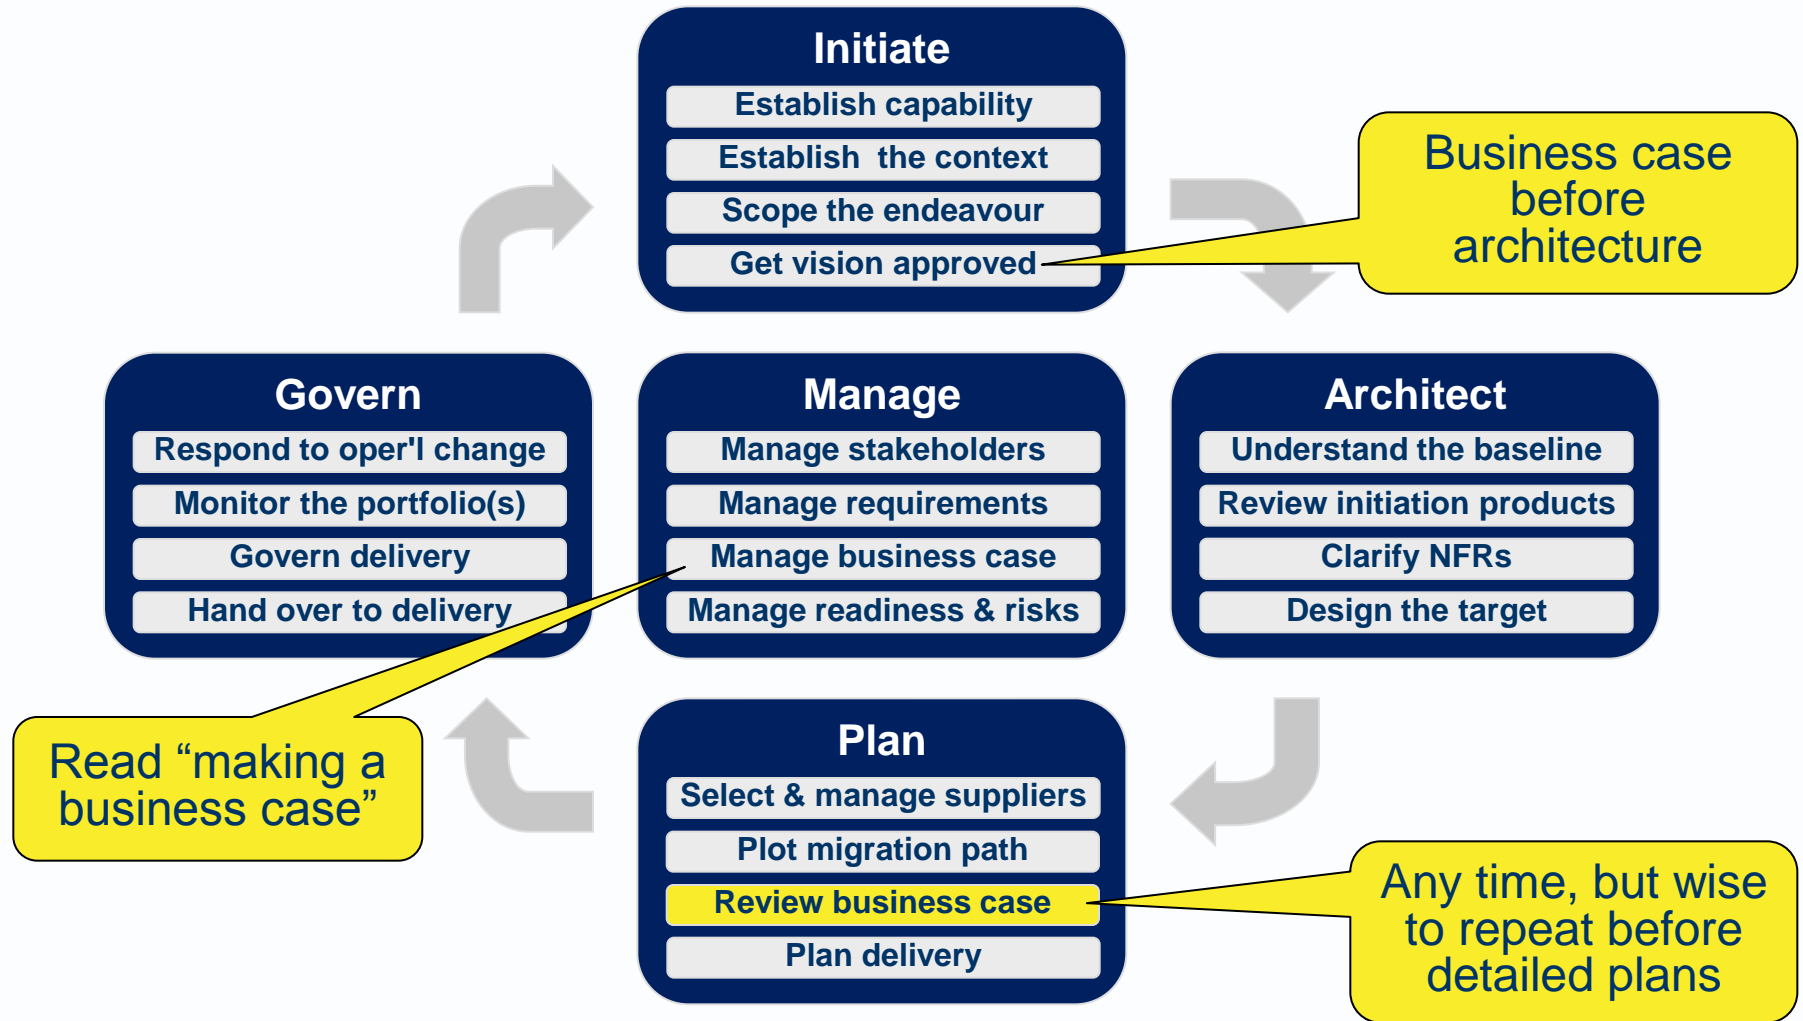 Initiate
Establish capability
Establish  the context
Scope the endeavour
Get vision approved
Business case
before
architecture
Govern
Respond to oper'l change
Monitor the portfolio(s)
Govern delivery
Hand over to delivery
Manage
Manage stakeholders
Manage requirements
Manage business case
Manage readiness & risks
Architect
Understand the baseline
Review initiation products
Clarify NFRs
Design the target
Read “making a
business case”
Plan
Select & manage suppliers
Plot migration path
Review business case
Plan delivery
Any time, but wise
to repeat before
detailed plans